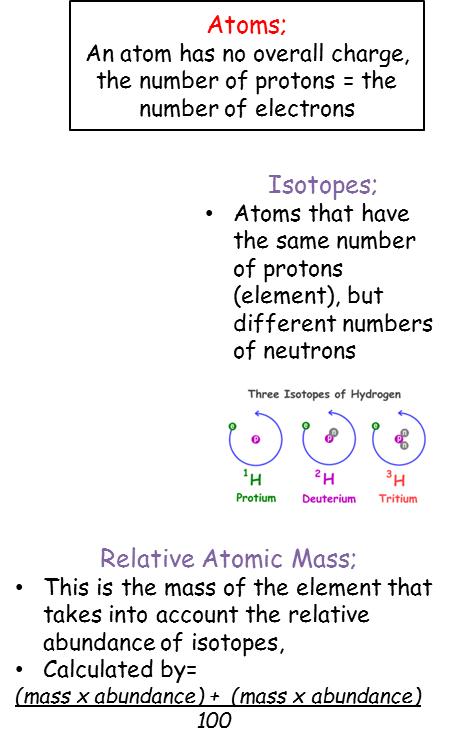 Atoms;
An atom has no overall charge,
the number of protons = the
number of electrons
Isotopes;
• Atoms that have
the same number
of protons
(element), but
different numbers
of neutrons
Three Isotopes of Hydrogen
e p e p n e p n n
¹H ²H ³H
Protium Deuterium Tritium
Relative Atomic Mass;
• This is the mass of the element that
takes into account the relative
abundance of isotopes,
• Calculated by=
(mass x abundance) + (mass x abundance)
100